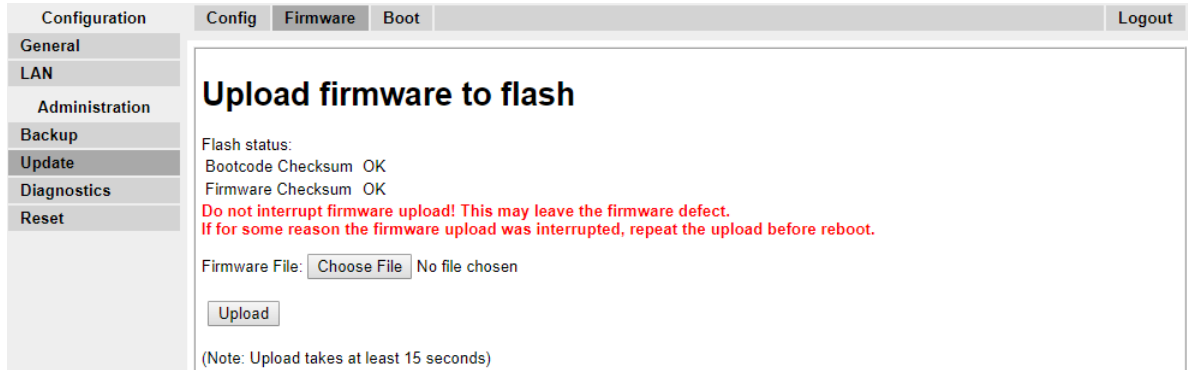 Configuration
General
LAN
Administration
Backup
Update
Diagnostics
Reset
Config Firmware Boot Logout
Upload firmware to flash
Flash status:
Bootcode Checksum OK
Firmware Checksum OK
Do not interrupt firmware upload! This may leave the firmware defect.
If for some reason the firmware upload was interrupted, repeat the upload before reboot.
Firmware File: Choose File No file chosen
Upload
(Note: Upload takes at least 15 seconds)